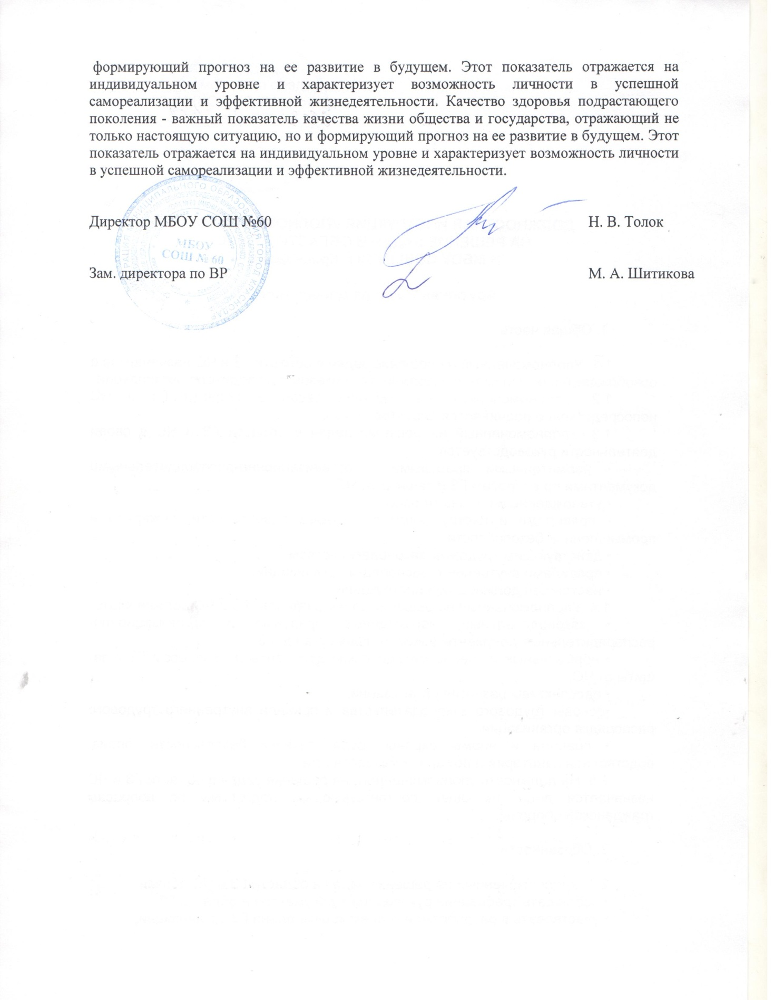 формирующий прогноз на ее развитие в будущем. Этот показатель отражается на
индивидуальном уровне и характеризует возможность личности в успешной
самореализации и эффективной жизнедеятельности. Качество здоровья подрастающего
поколения - важный показатель качества жизни общества и государства, отражающий не
только настоящую ситуацию, но и формирующий прогноз на ее развитие в будущем. Этот
показатель отражается на индивидуальном уровне и характеризует возможность личности
в успешной самореализации и эффективной жизнедеятельности.
Директор МБОУ СОШ №60 Н. В. Толок
МУНИЦИПАЛЬНОГО ОБРАЗОВАНИЯ ГОРОД КРАСНОДАР
МБОУ
СОШ № 60
Зам. директора по ВР М. А. Шитикова